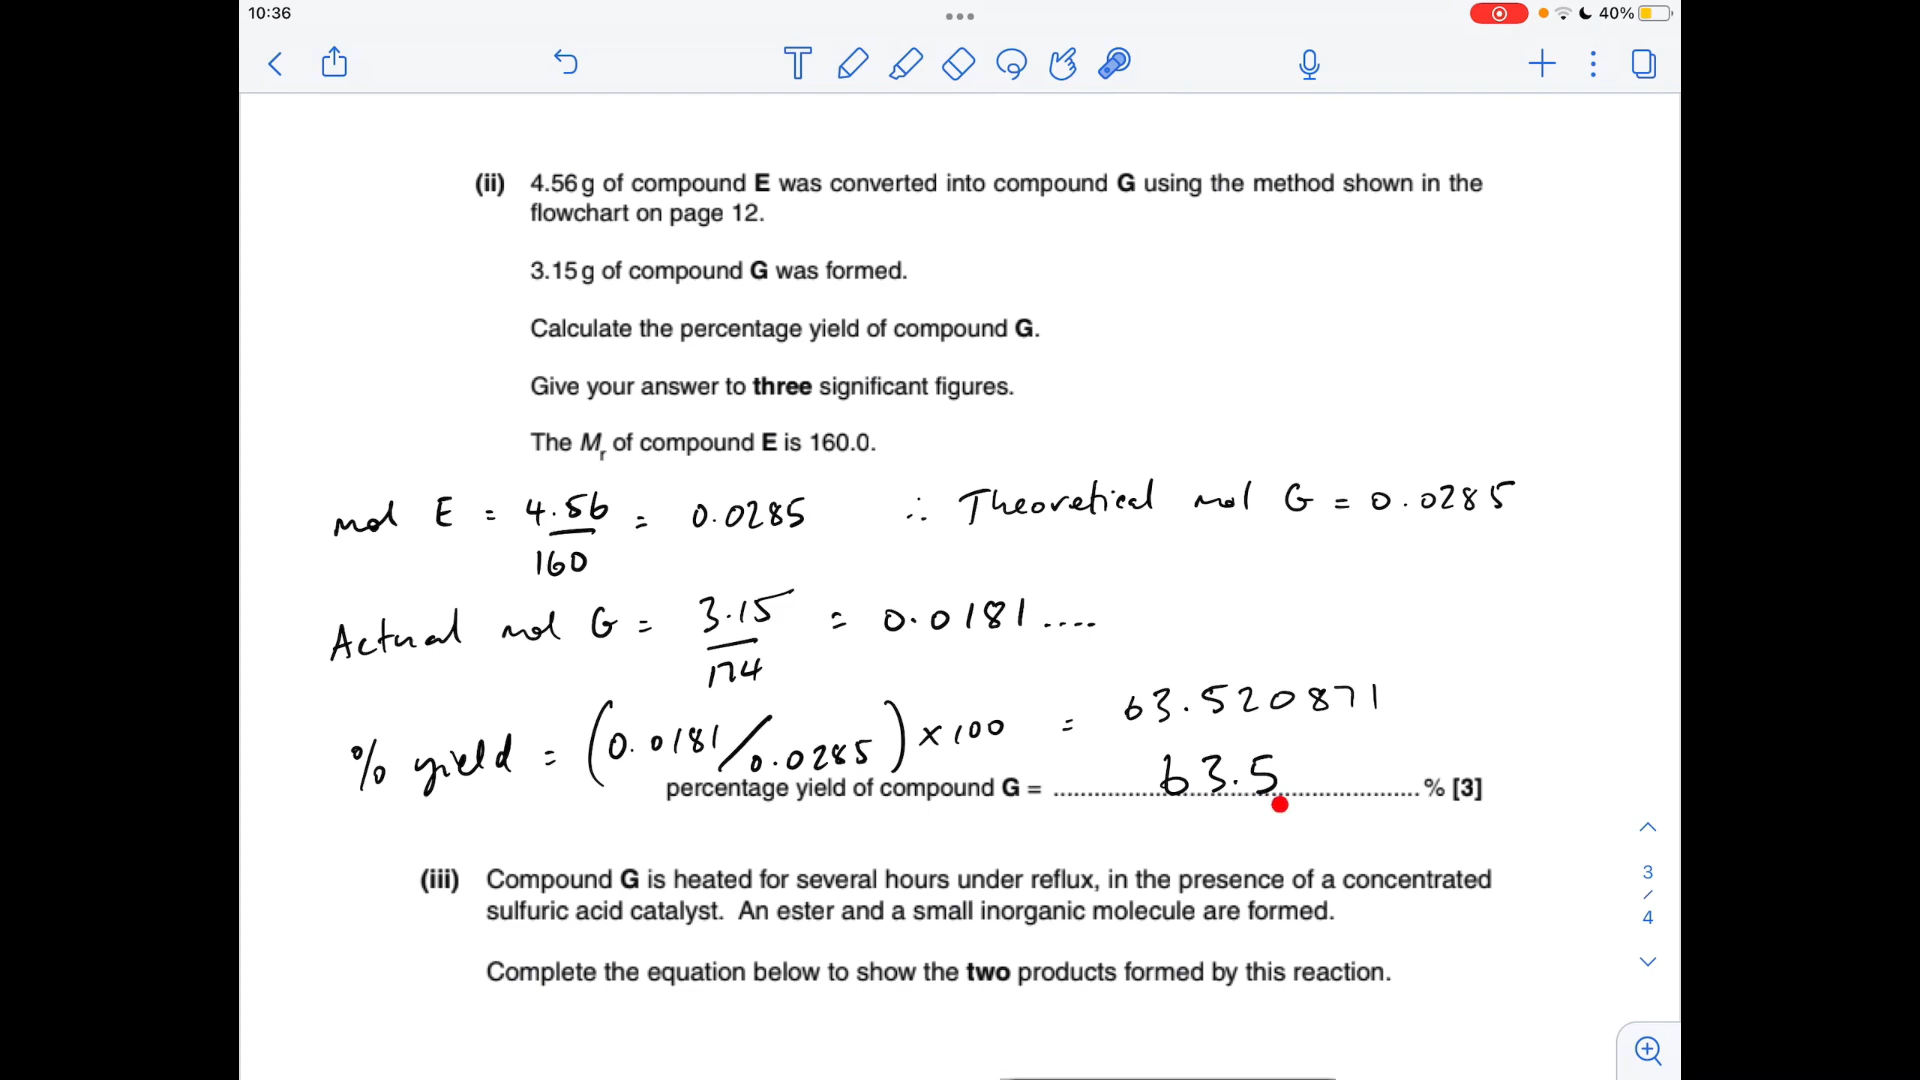 10:36
40%
(ii) 4.56 g of compound E was converted into compound G using the method shown in the
flowchart on page 12.
3.15 g of compound G was formed.
Calculate the percentage yield of compound G.
Give your answer to three significant figures.
The Mr of compound E is 160.0.
mol E = 4.56/160 = 0.0285 ∴ Theoretical mol G = 0.0285
Actual mol G = 3.15/174 = 0.0181....
% yield = (0.0181/0.0285) × 100 = 63.520871
percentage yield of compound G = 63.5 % [3]
(iii) Compound G is heated for several hours under reflux, in the presence of a concentrated
sulfuric acid catalyst. An ester and a small inorganic molecule are formed.
Complete the equation below to show the two products formed by this reaction.
3
/
4